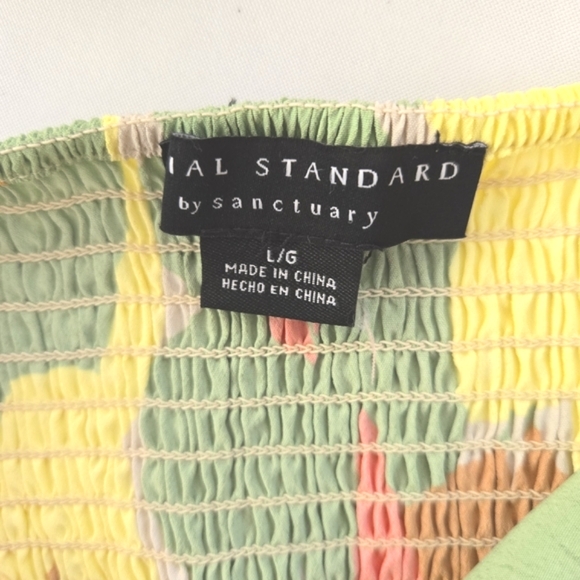 IAL STANDARD
by sanctuary
L/G
MADE IN CHINA
HECHO EN CHINA